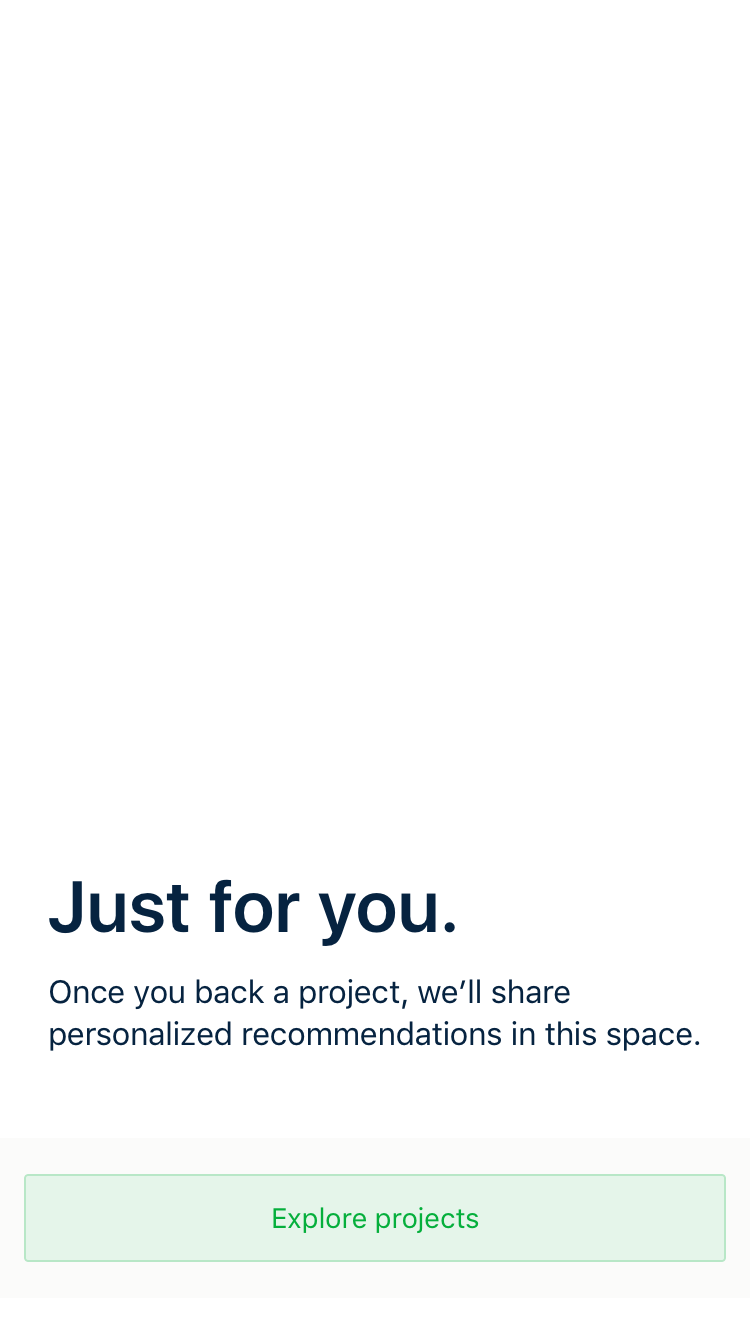 Just for you.
Once you back a project, we’ll share
personalized recommendations in this space.
Explore projects